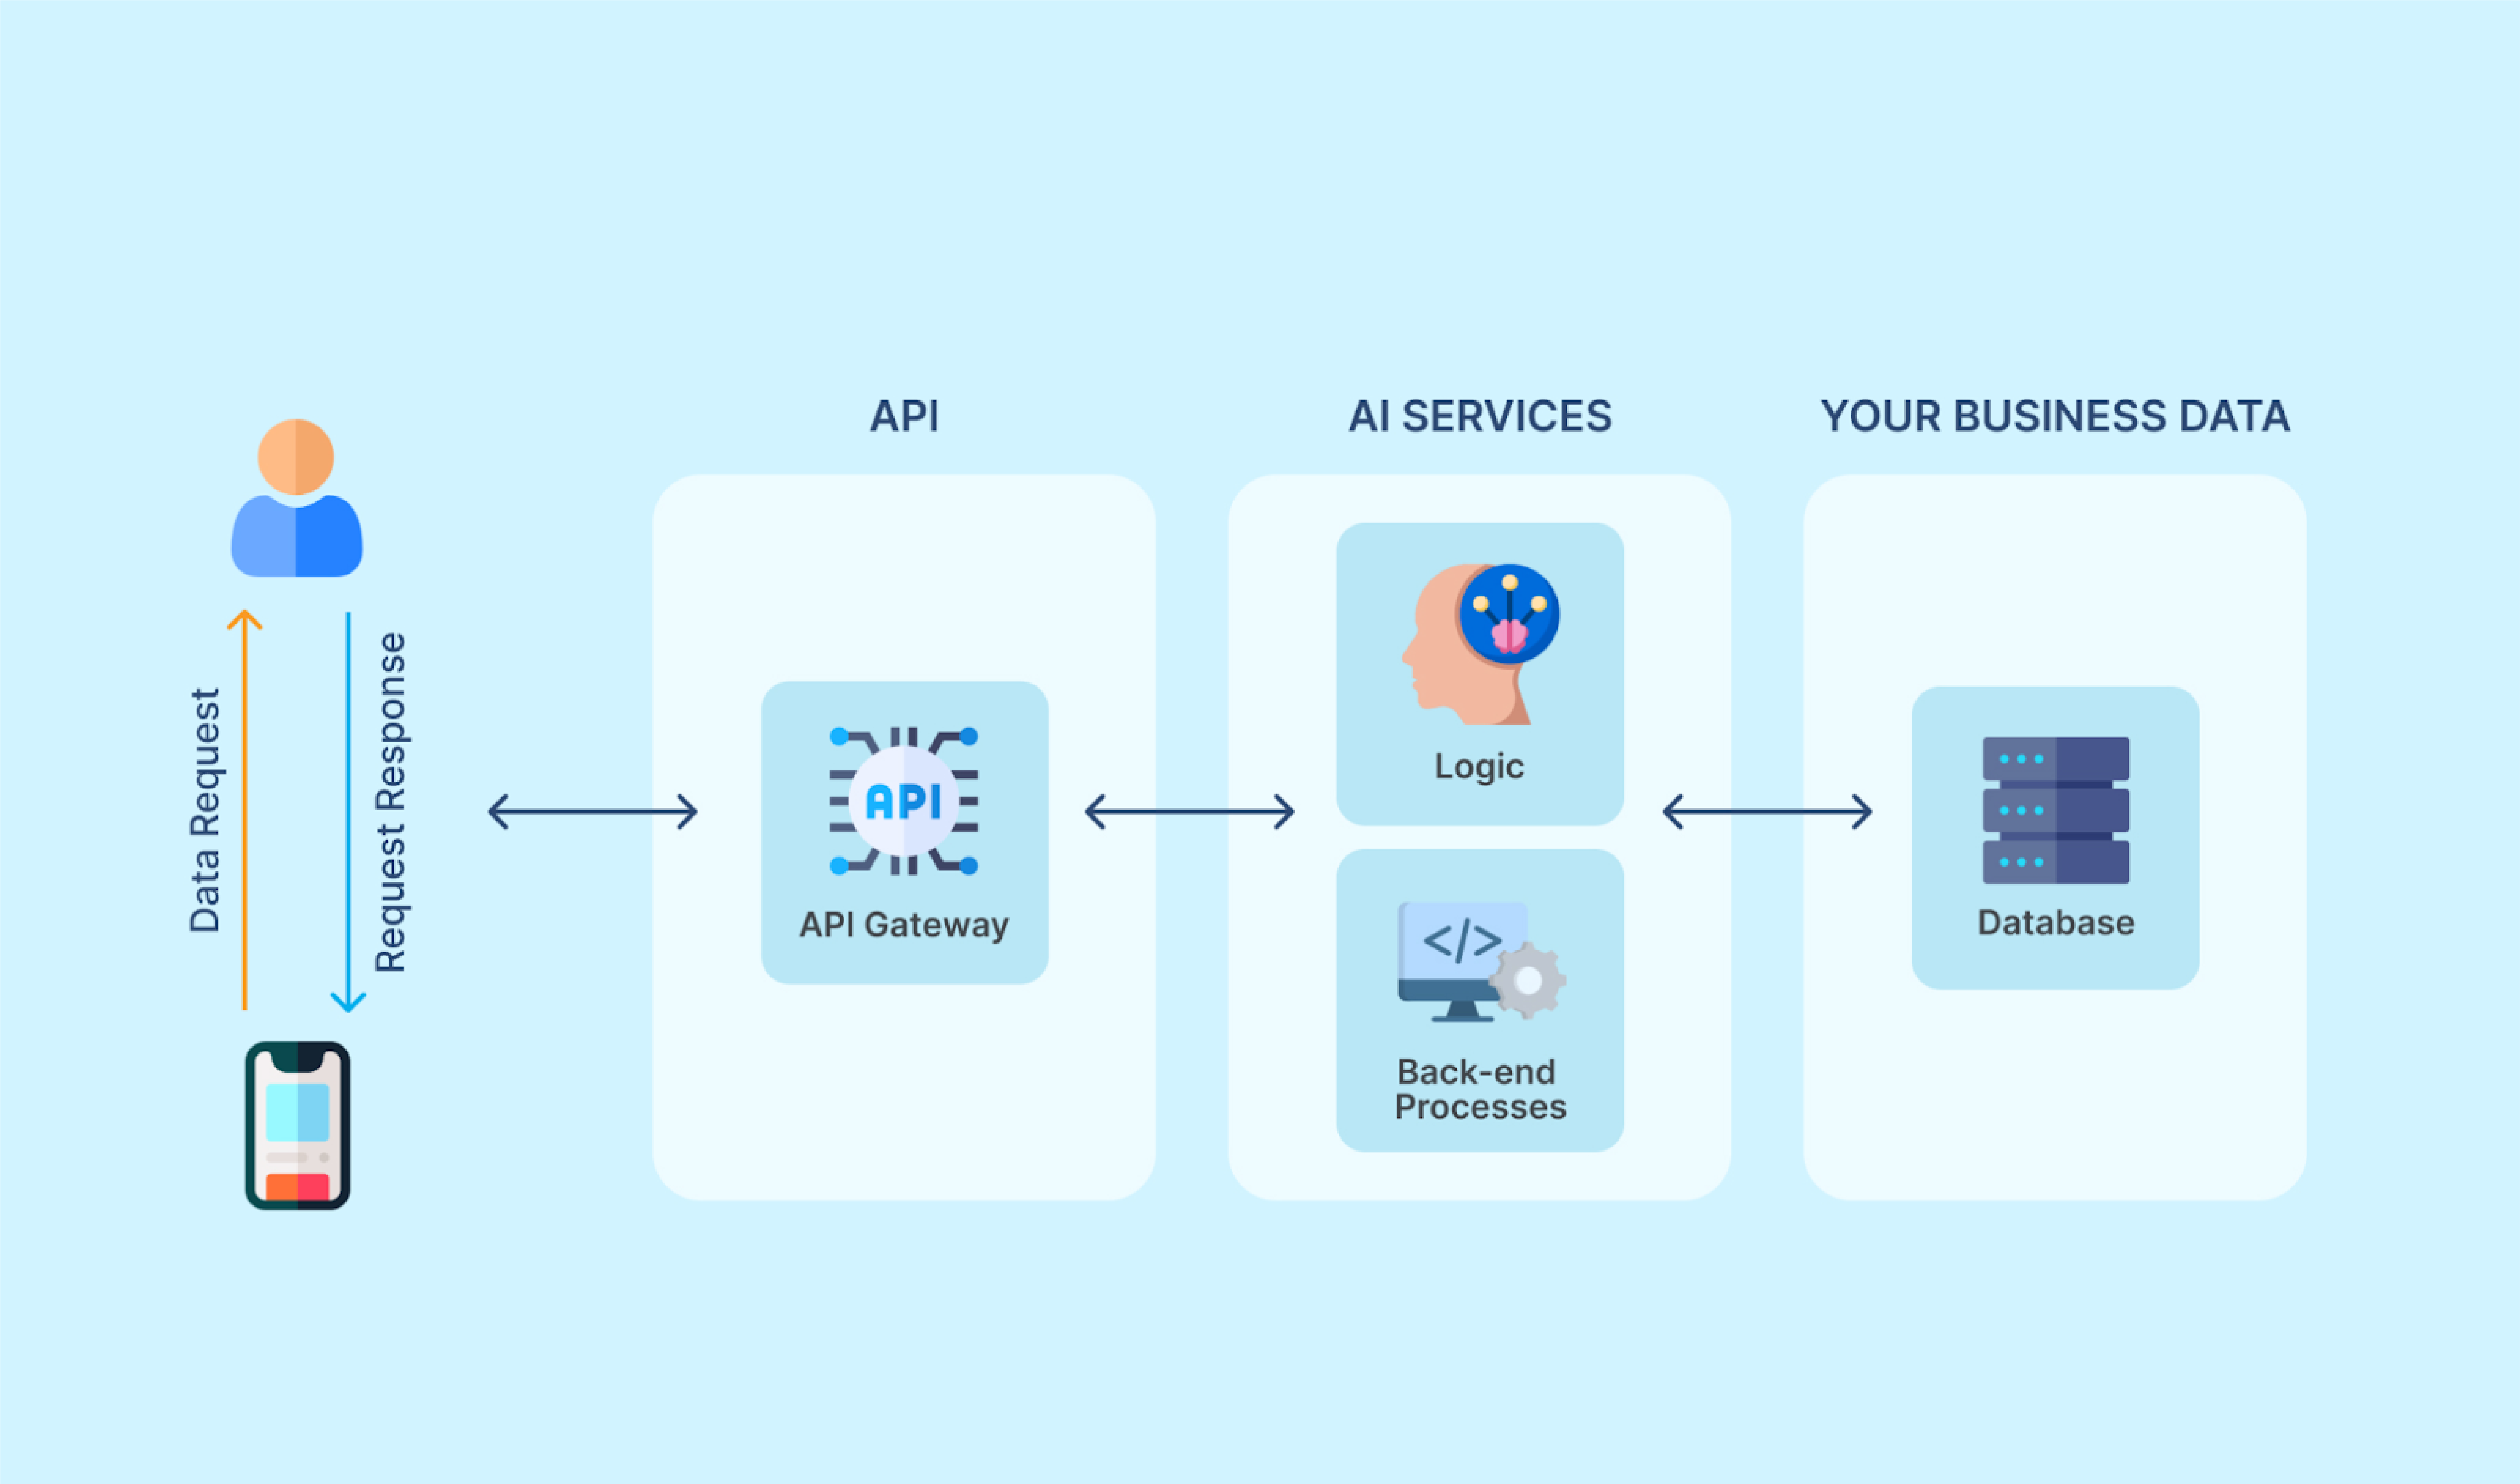 API
AI SERVICES
YOUR BUSINESS DATA
Data Request
Request Response
API
API Gateway
Logic
</>
Back-end
Processes
Database